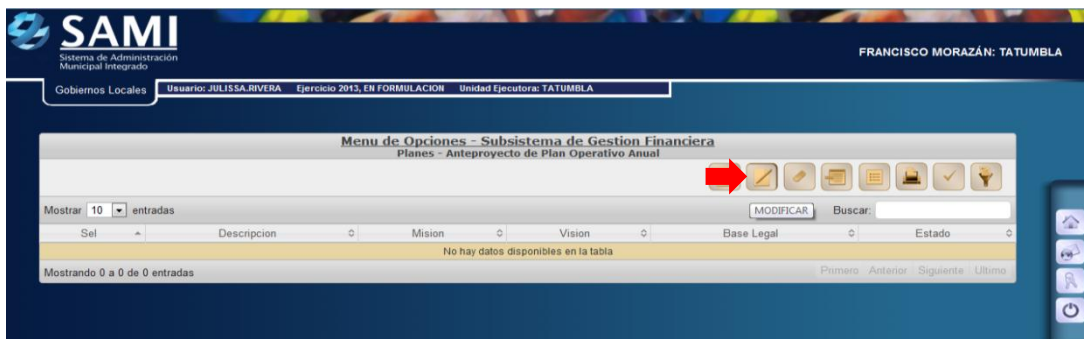 SAMI
Sistema de Administración
Municipal Integrado
FRANCISCO MORAZÁN: TATUMBLA
Gobiernos Locales
Usuario: JULISSA.RIVERA Ejercicio 2013, EN FORMULACION Unidad Ejecutora: TATUMBLA
Menu de Opciones - Subsistema de Gestion Financiera
Planes - Anteproyecto de Plan Operativo Anual
Mostrar 10 entradas
MODIFICAR
Buscar:
Sel Descripcion Mision Vision Base Legal Estado
No hay datos disponibles en la tabla
Mostrando 0 a 0 de 0 entradas
Primero Anterior Siguiente Ultimo